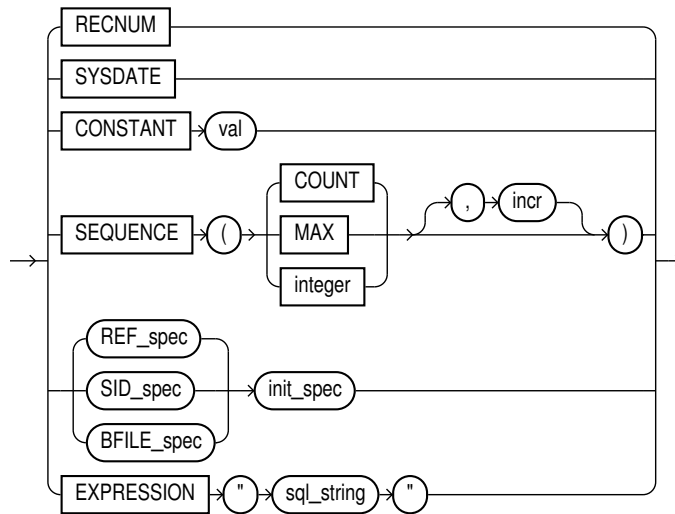 RECNUM
SYSDATE
CONSTANT val
COUNT
, incr
SEQUENCE ( MAX )
integer
REF_spec
SID_spec init_spec
BFILE_spec
EXPRESSION " sql_string "